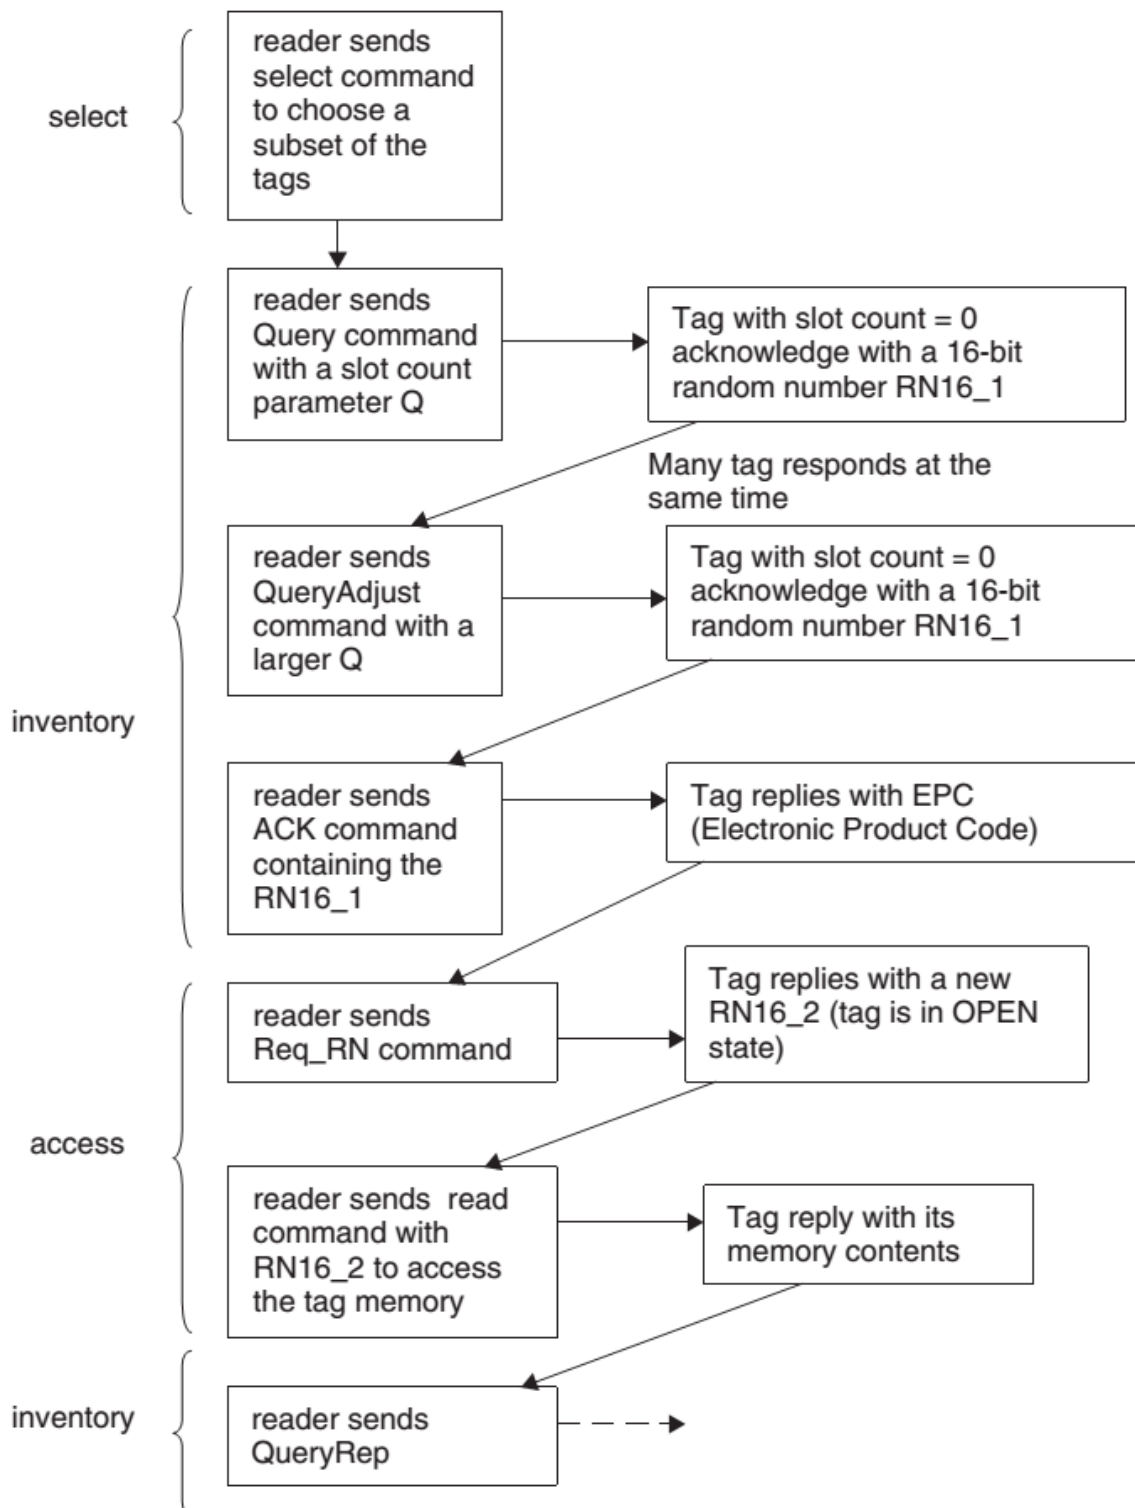 select
reader sends
select command
to choose a
subset of the
tags
inventory
reader sends
Query command
with a slot count
parameter Q
Tag with slot count = 0
acknowledge with a 16-bit
random number RN16_1
Many tag responds at the
same time
reader sends
QueryAdjust
command with a
larger Q
Tag with slot count = 0
acknowledge with a 16-bit
random number RN16_1
reader sends
ACK command
containing the
RN16_1
Tag replies with EPC
(Electronic Product Code)
access
reader sends
Req_RN command
Tag replies with a new
RN16_2 (tag is in OPEN
state)
reader sends read
command with
RN16_2 to access
the tag memory
Tag reply with its
memory contents
inventory
reader sends
QueryRep